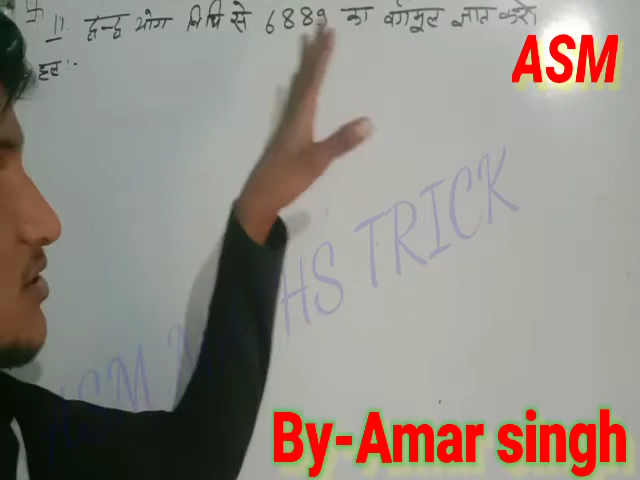 11. द्वन्द्व योग विधि से 6889 का वर्गमूल ज्ञात करो
हल:-
ASM
ASM MATHS TRICK
By-Amar singh